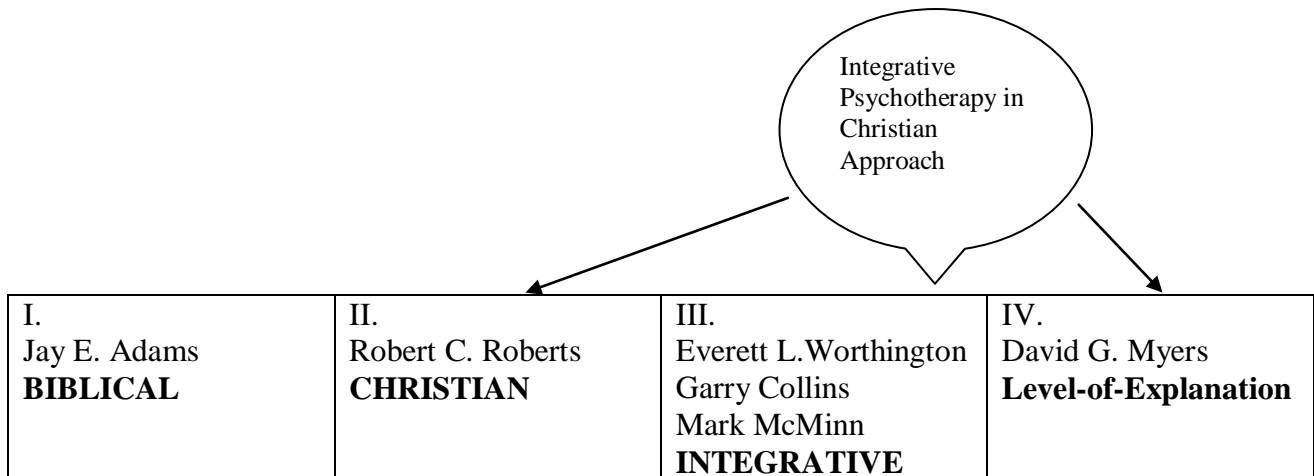 Integrative
Psychotherapy in
Christian
Approach
I.
Jay E. Adams
BIBLICAL
II.
Robert C. Roberts
CHRISTIAN
III.
Everett L.Worthington
Garry Collins
Mark McMinn
INTEGRATIVE
IV.
David G. Myers
Level-of-Explanation